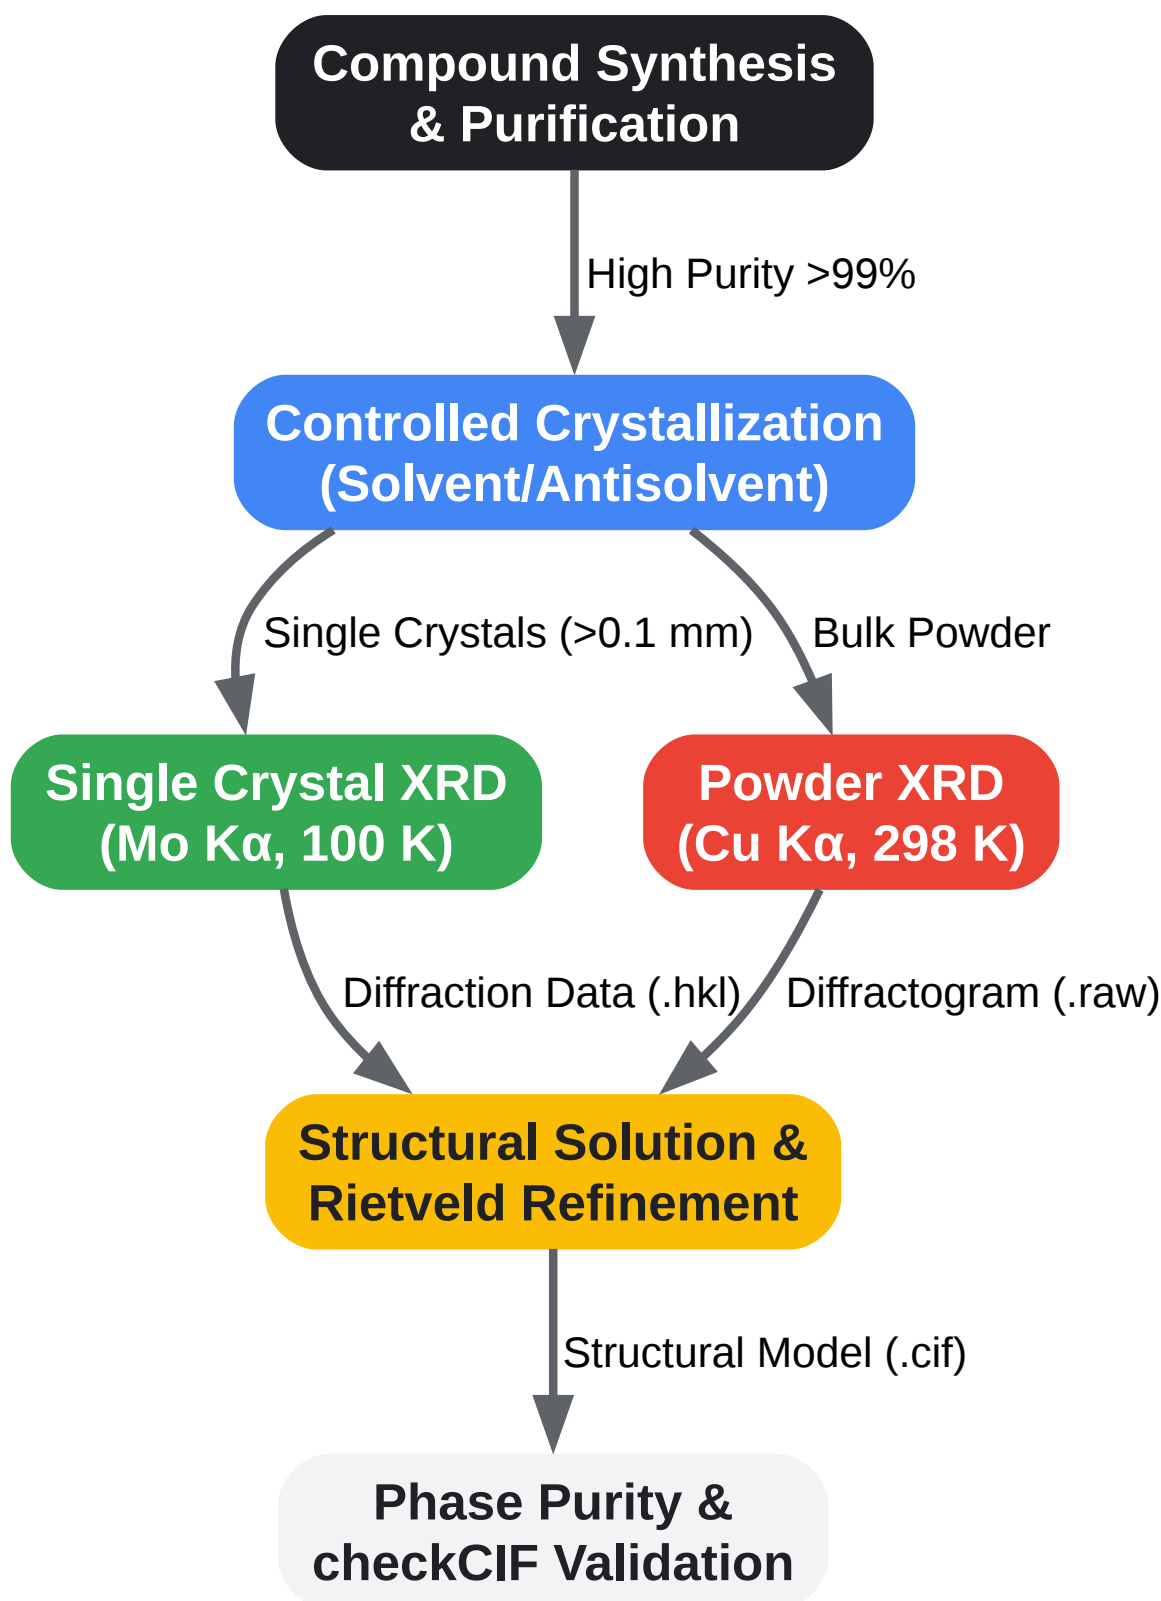 Compound Synthesis
& Purification
High Purity >99%
Controlled Crystallization
(Solvent/Antisolvent)
Single Crystals (>0.1 mm)
Bulk Powder
Single Crystal XRD
(Mo Kα, 100 K)
Powder XRD
(Cu Kα, 298 K)
Diffraction Data (.hkl)
Diffractogram (.raw)
Structural Solution &
Rietveld Refinement
Structural Model (.cif)
Phase Purity &
checkCIF Validation